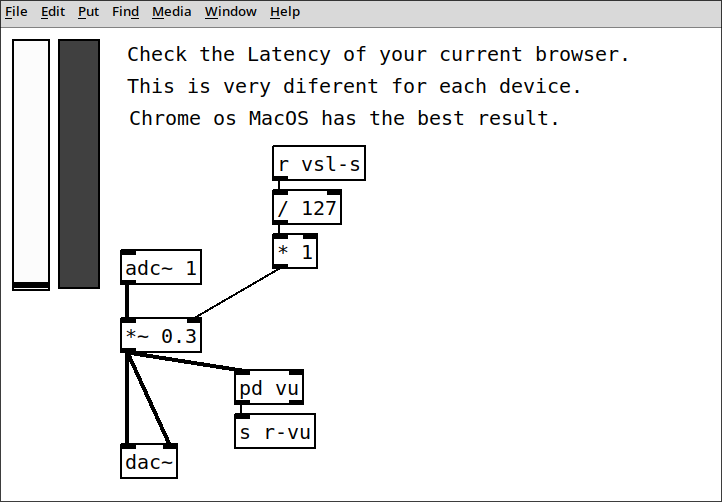 File Edit Put Find Media Window Help
Check the Latency of your current browser.
This is very diferent for each device.
Chrome os MacOS has the best result.
r vsl-s
/ 127
* 1
adc~ 1
*~ 0.3
pd vu
s r-vu
dac~